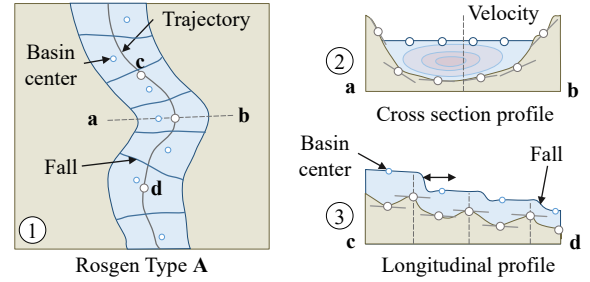 Trajectory
Basin
center
c
a
b
Fall
d
1
Rosgen Type A
Velocity
2
a
b
Cross section profile
Basin
center
Fall
3
c
d
Longitudinal profile